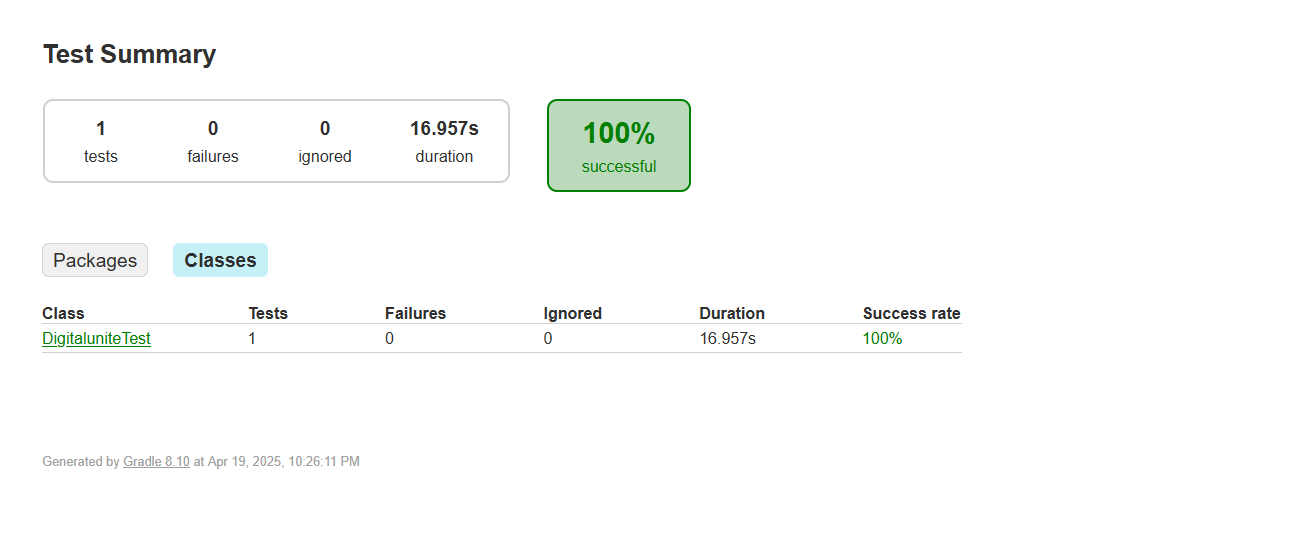 Test Summary
1 0 0 16.957s
tests failures ignored duration
100%
successful
Packages Classes
Class Tests Failures Ignored Duration Success rate
DigitaluniteTest 1 0 0 16.957s 100%
Generated by Gradle 8.10 at Apr 19, 2025, 10:26:11 PM